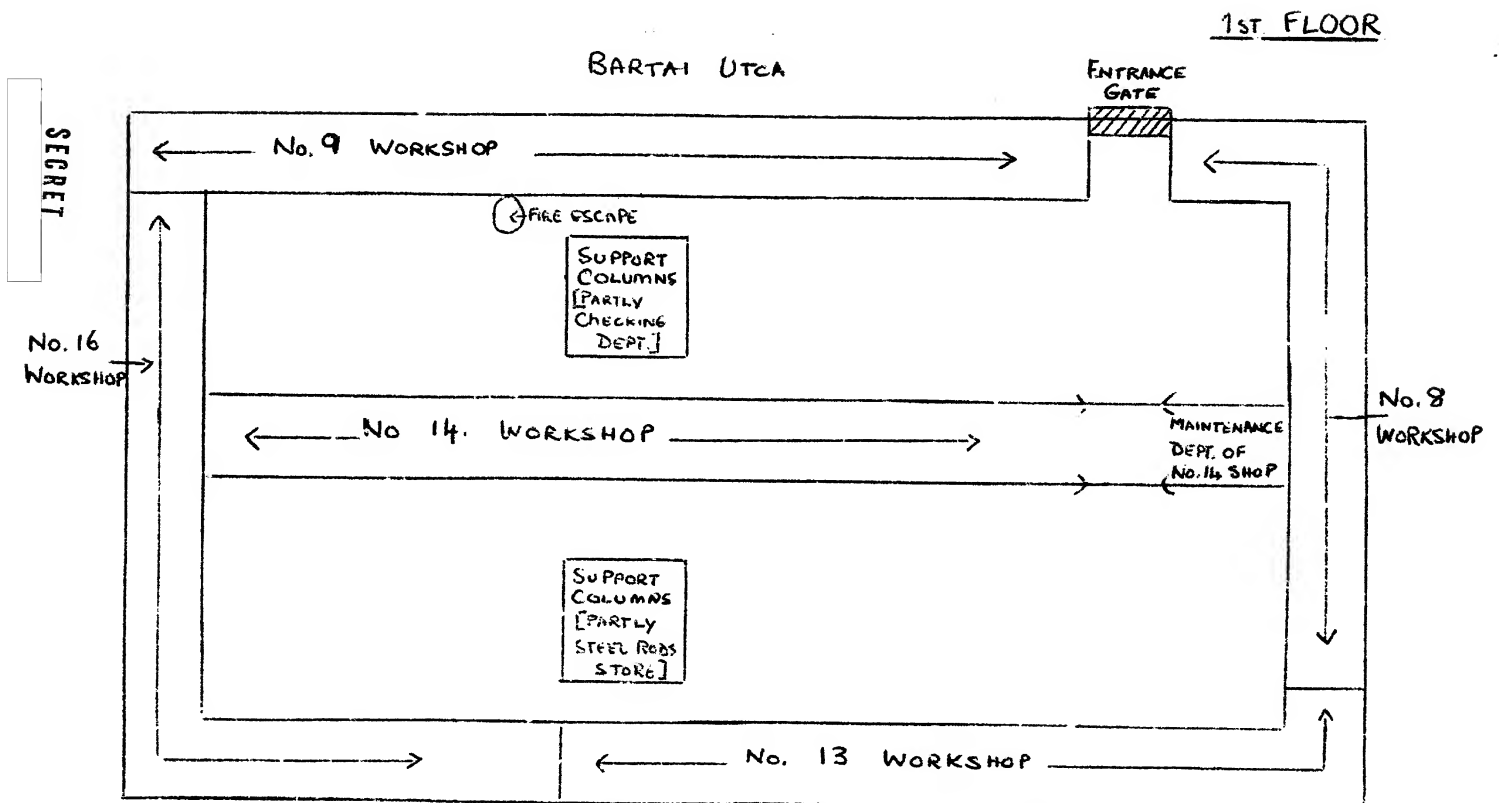 1ST FLOOR
BARTAI UTCA
ENTRANCE
GATE
SECRET
No. 9 WORKSHOP
FIRE ESCAPE
SUPPORT
COLUMNS
[PARTLY
CHECKING
DEPT.]
No. 16
WORKSHOP
No 14. WORKSHOP
MAINTENANCE
DEPT. OF
No. 14 SHOP
No. 8
WORKSHOP
SUPPORT
COLUMNS
[PARTLY
STEEL RODS
STORE]
No. 13 WORKSHOP